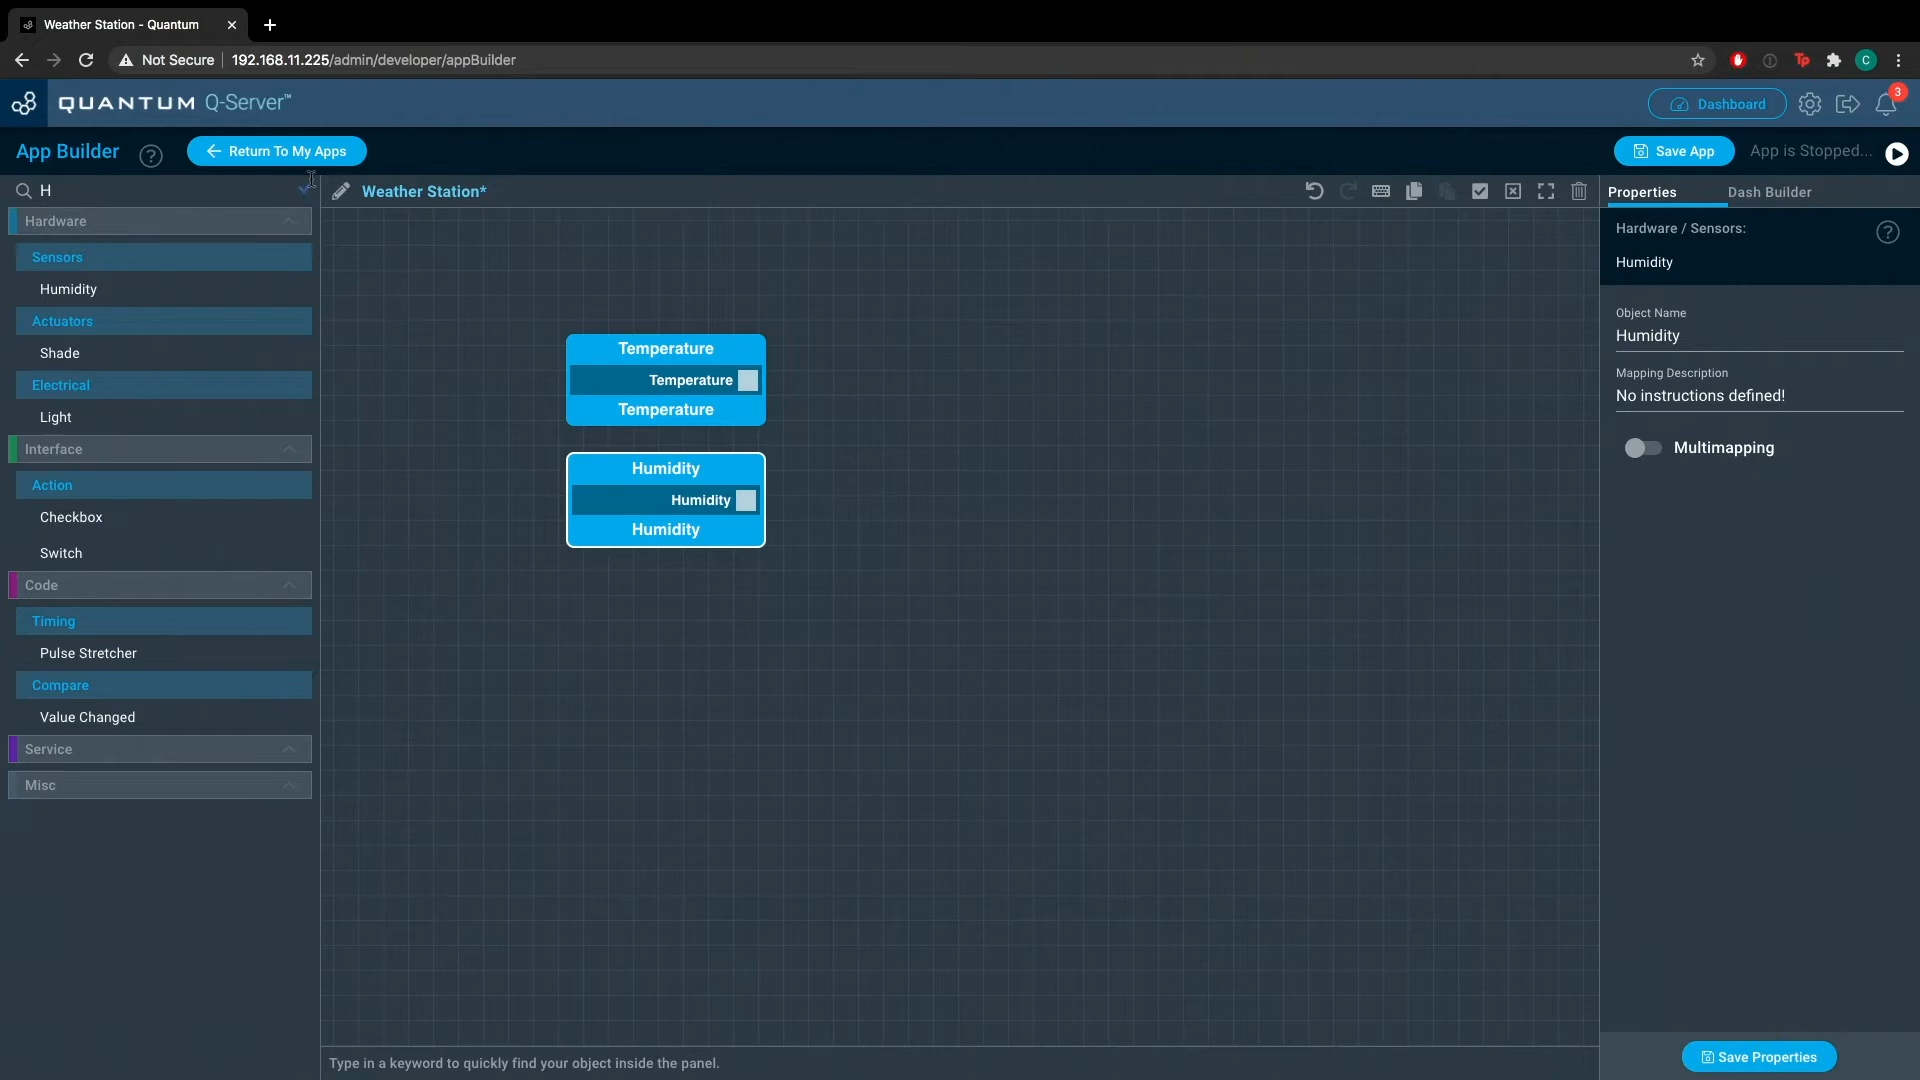 Weather Station - Quantum
Not Secure 192.168.11.225/admin/developer/appBuilder
Tp
C
QUANTUM Q-Server™
Dashboard
3
App Builder
?
Return To My Apps
Save App
App is Stopped...
H
Weather Station*
Properties
Dash Builder
Hardware
Sensors
Humidity
Actuators
Shade
Electrical
Light
Interface
Action
Checkbox
Switch
Code
Timing
Pulse Stretcher
Compare
Value Changed
Service
Misc
Temperature
Temperature
Temperature
Humidity
Humidity
Humidity
Hardware / Sensors:
?
Humidity
Object Name
Humidity
Mapping Description
No instructions defined!
Multimapping
Type in a keyword to quickly find your object inside the panel.
Save Properties